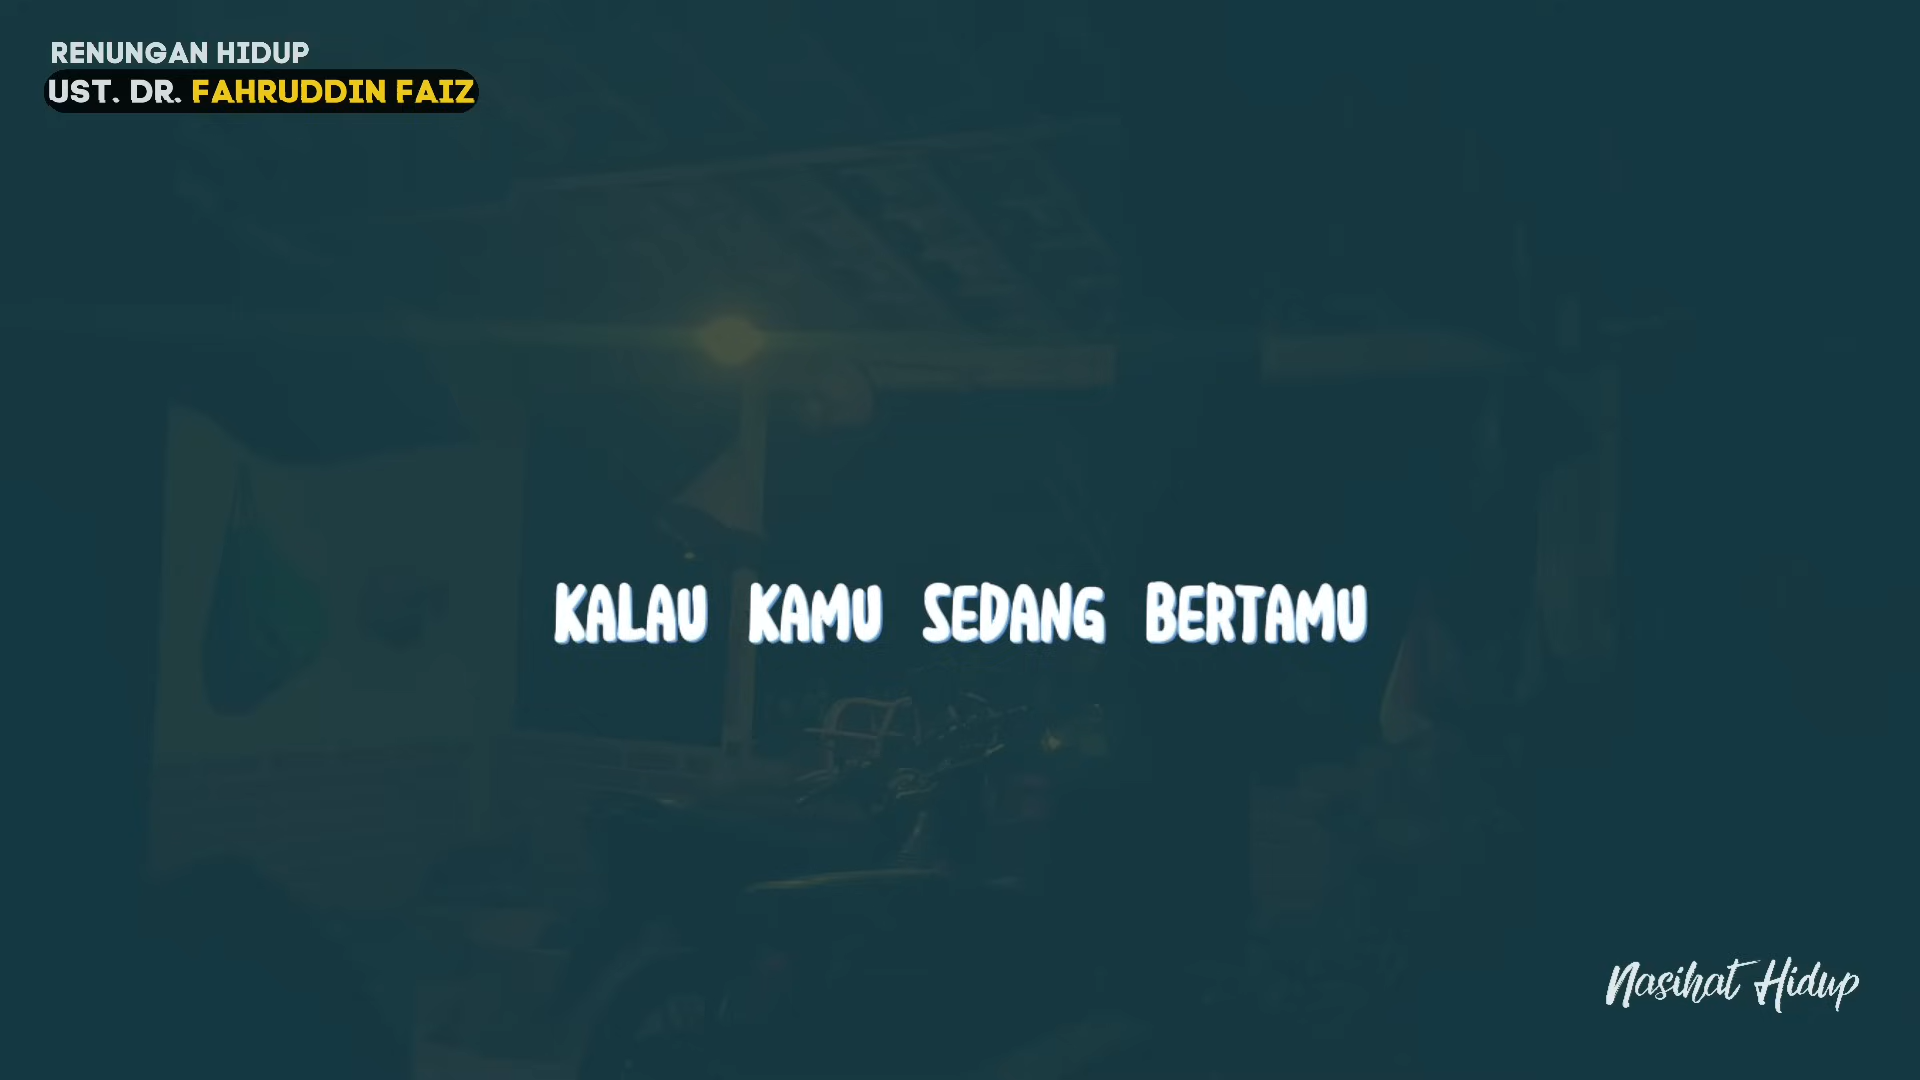 RENUNGAN HIDUP
UST. DR. FAHRUDDIN FAIZ
KALAU KAMU SEDANG BERTAMU
Nasihat Hidup